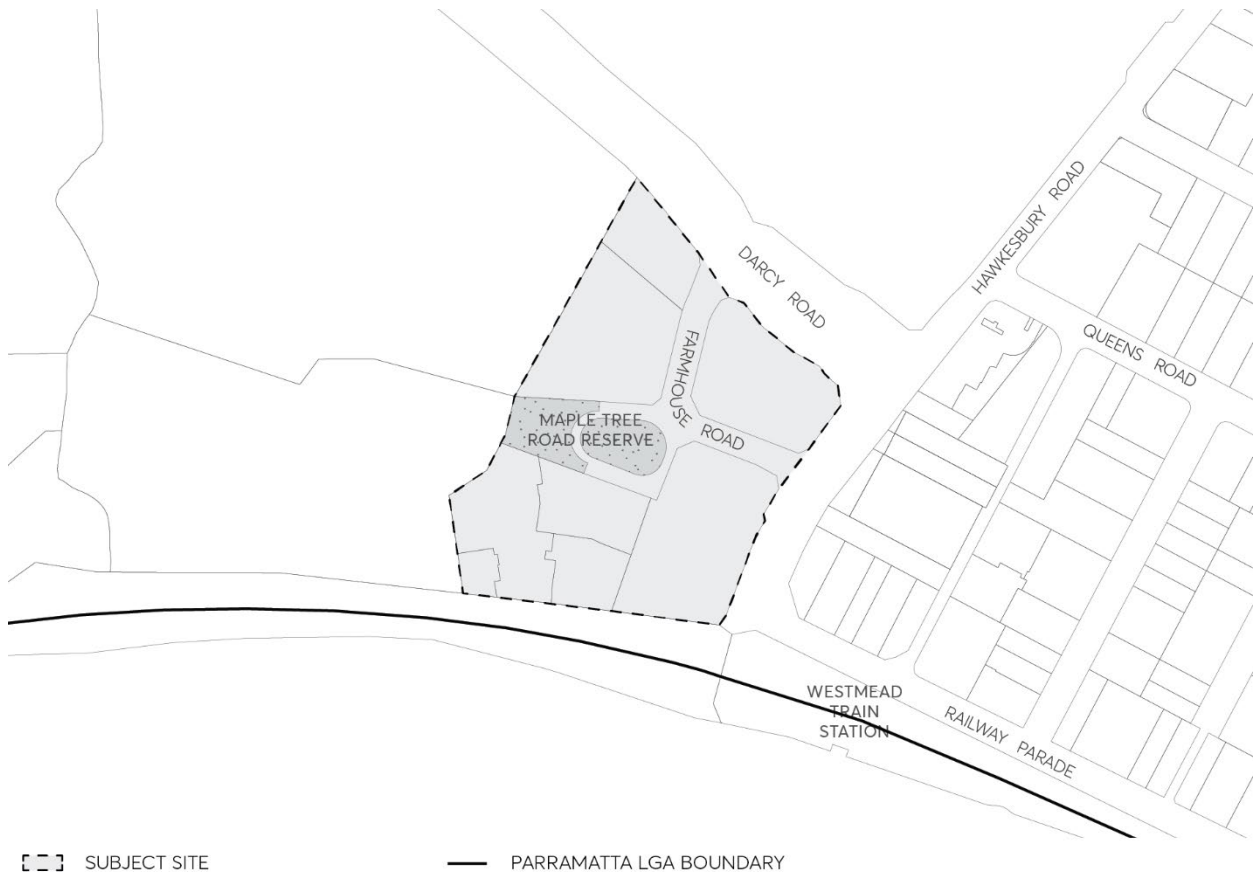 DARCY ROAD
HAWKESBURY ROAD
QUEENS ROAD
FARMHOUSE ROAD
MAPLE TREE
ROAD RESERVE
WESTMEAD
TRAIN
STATION
RAILWAY PARADE
SUBJECT SITE
PARRAMATTA LGA BOUNDARY